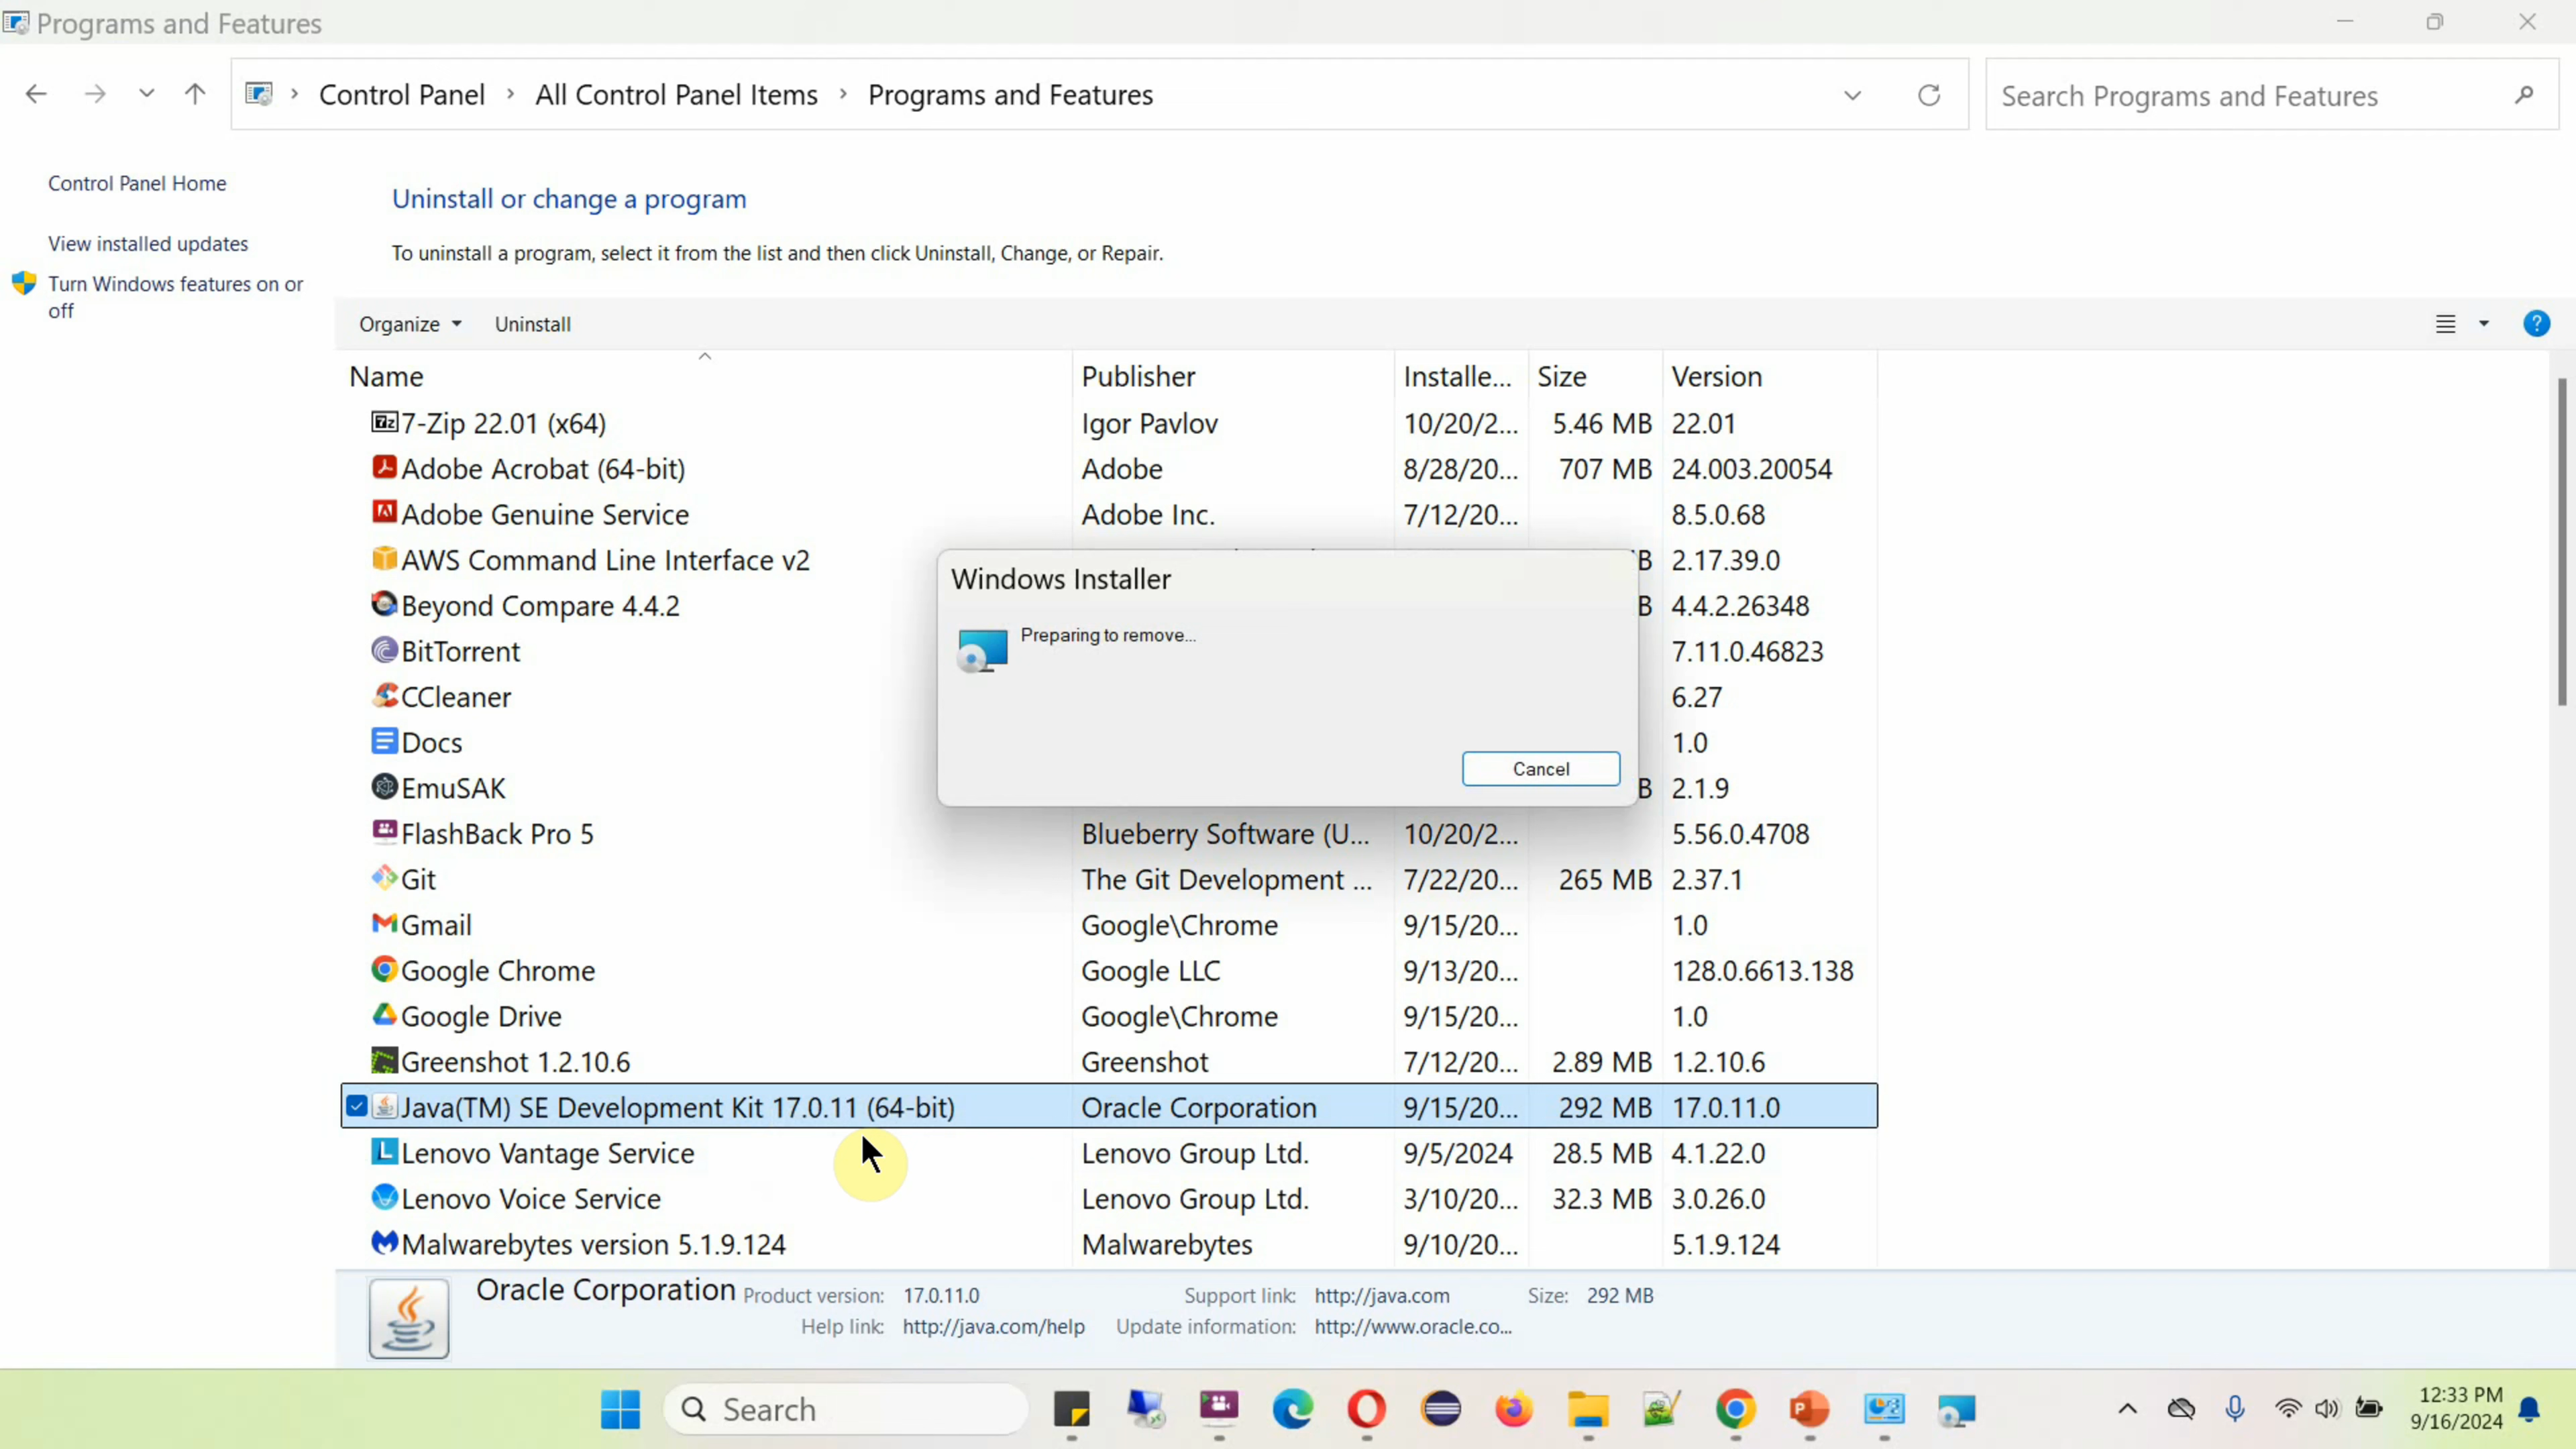 Programs and Features
Control Panel > All Control Panel Items > Programs and Features
Search Programs and Features
Control Panel Home
View installed updates
Turn Windows features on or
off
Uninstall or change a program
To uninstall a program, select it from the list and then click Uninstall, Change, or Repair.
Organize Uninstall
Name Publisher Installe... Size Version
7-Zip 22.01 (x64) Igor Pavlov 10/20/2... 5.46 MB 22.01
Adobe Acrobat (64-bit) Adobe 8/28/20... 707 MB 24.003.20054
Adobe Genuine Service Adobe Inc. 7/12/20... 8.5.0.68
AWS Command Line Interface v2 2.17.39.0
Beyond Compare 4.4.2 4.4.2.26348
BitTorrent 7.11.0.46823
CCleaner 6.27
Docs 1.0
EmuSAK 2.1.9
Windows Installer
Preparing to remove...
Cancel
FlashBack Pro 5 Blueberry Software (U... 10/20/2... 5.56.0.4708
Git The Git Development ... 7/22/20... 265 MB 2.37.1
Gmail Google\Chrome 9/15/20... 1.0
Google Chrome Google LLC 9/13/20... 128.0.6613.138
Google Drive Google\Chrome 9/15/20... 1.0
Greenshot 1.2.10.6 Greenshot 7/12/20... 2.89 MB 1.2.10.6
Java(TM) SE Development Kit 17.0.11 (64-bit) Oracle Corporation 9/15/20... 292 MB 17.0.11.0
Lenovo Vantage Service Lenovo Group Ltd. 9/5/2024 28.5 MB 4.1.22.0
Lenovo Voice Service Lenovo Group Ltd. 3/10/20... 32.3 MB 3.0.26.0
Malwarebytes version 5.1.9.124 Malwarebytes 9/10/20... 5.1.9.124
Oracle Corporation Product version: 17.0.11.0 Support link: http://java.com Size: 292 MB
Help link: http://java.com/help Update information: http://www.oracle.co...
Search
12:33 PM
9/16/2024